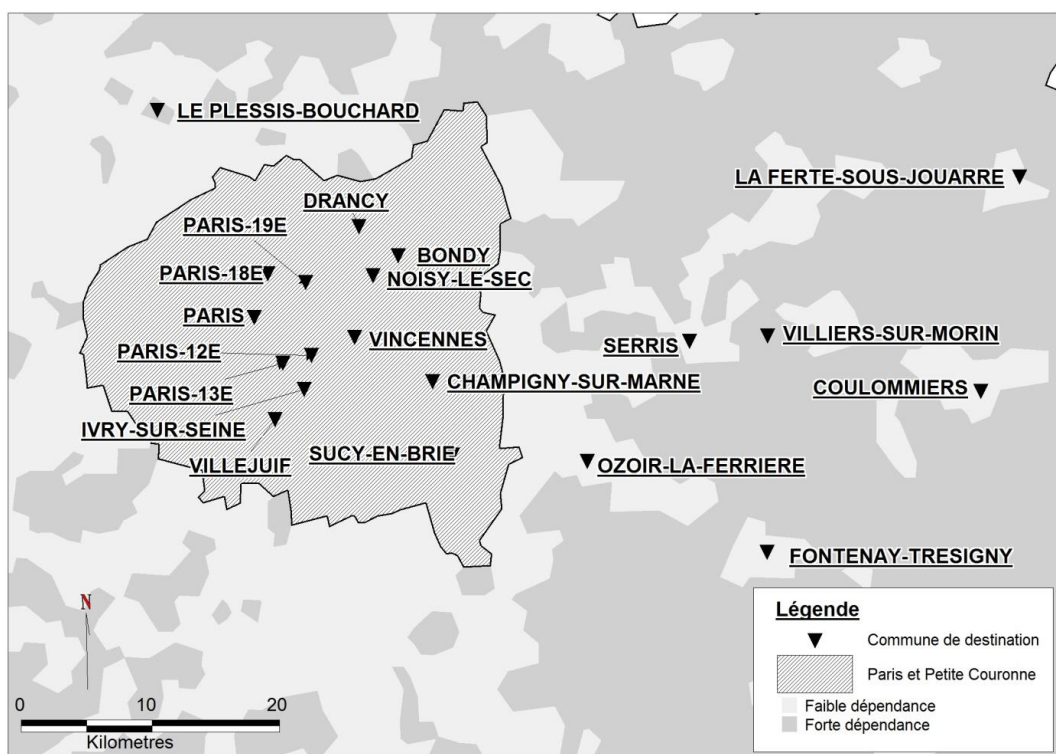 LE PLESSIS-BOUCHARD
LA FERTE-SOUS-JOUARRE
DRANCY
PARIS-19E
BONDY
PARIS-18E
NOISY-LE-SEC
PARIS
VINCENNES
SERRIS
VILLIERS-SUR-MORIN
PARIS-12E
PARIS-13E
CHAMPIGNY-SUR-MARNE
COULOMMIERS
IVRY-SUR-SEINE
VILLEJUIF
SUCY-EN-BRIE
OZOIR-LA-FERRIERE
FONTENAY-TRESIGNY
N
0 10 20
Kilometres
Légende
Commune de destination
Paris et Petite Couronne
Faible dépendance
Forte dépendance